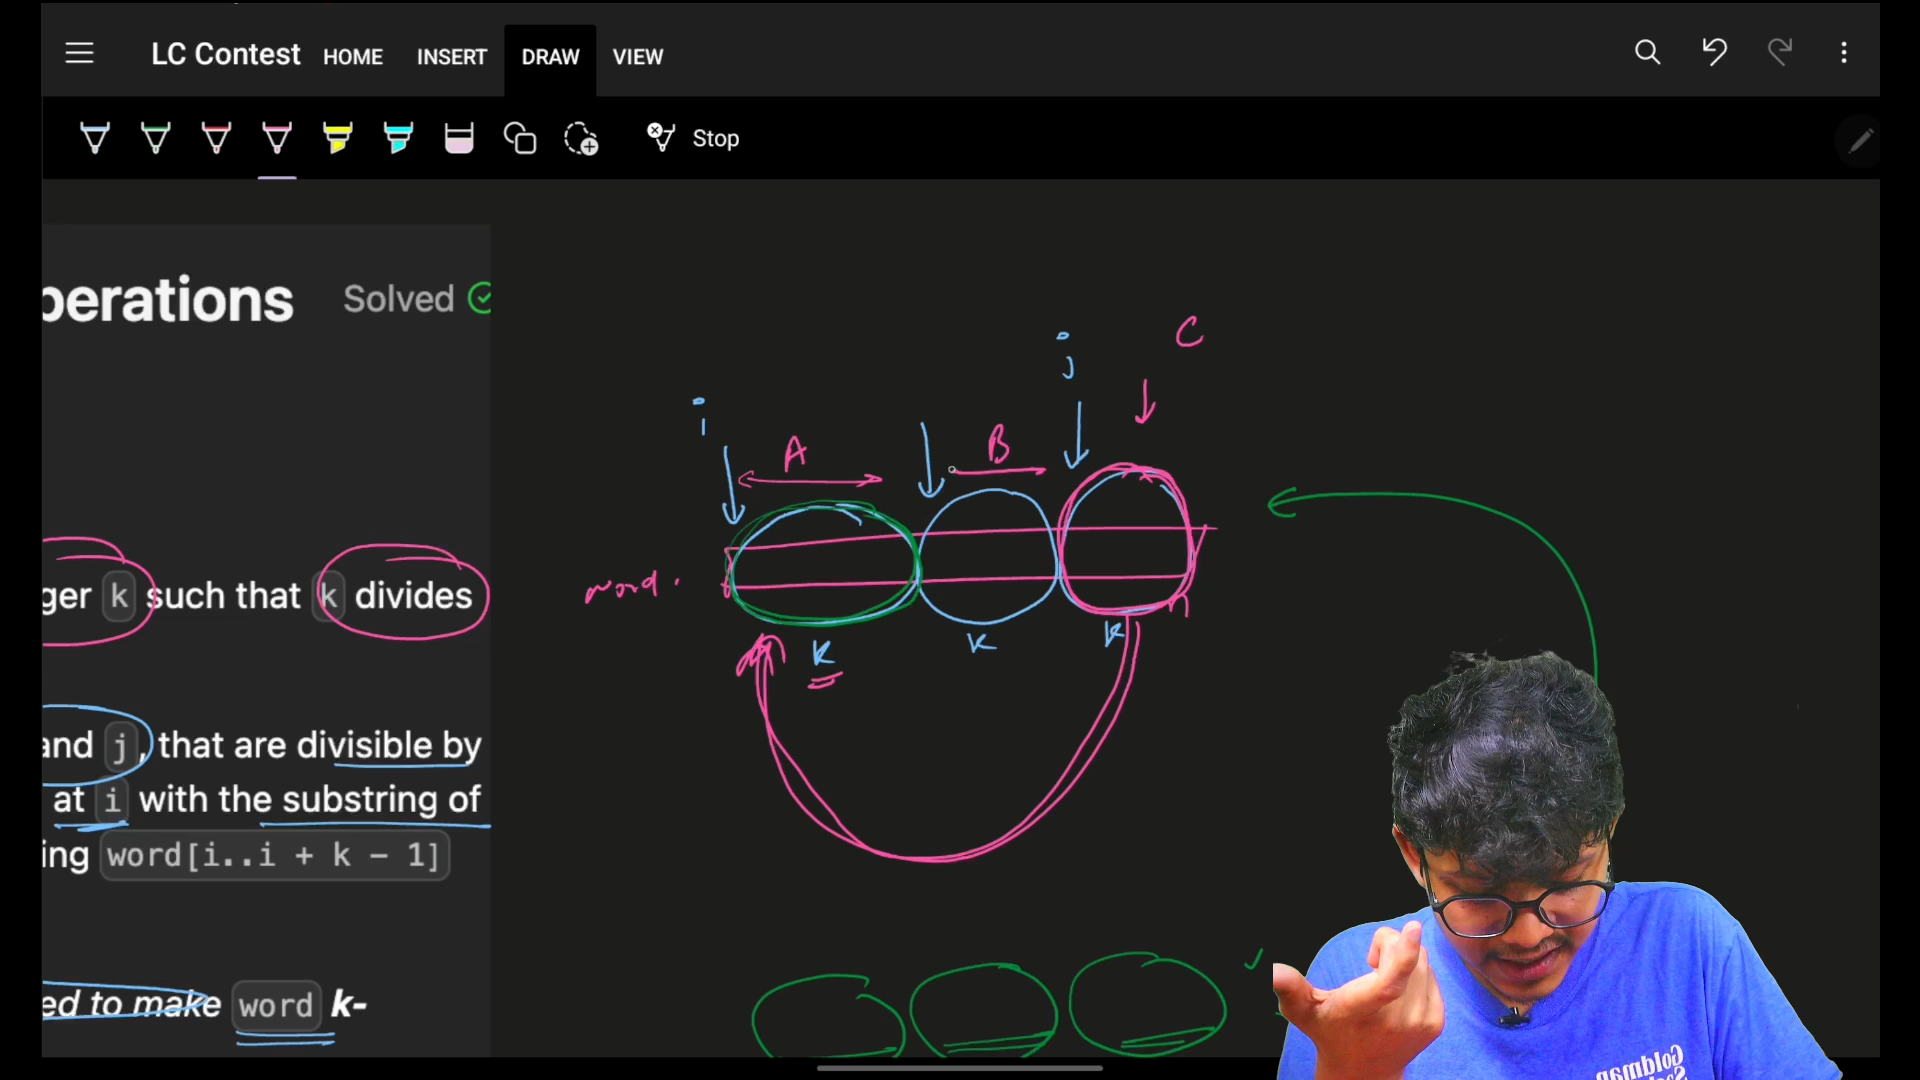 LC Contest HOME INSERT DRAW VIEW
Stop
perations Solved
ger k such that k divides
and j, that are divisible by
at i with the substring of
ing word[i..i + k - 1]
ed to make word k-
i
j
C
A
B
word.
n
k
k
k
Goldman